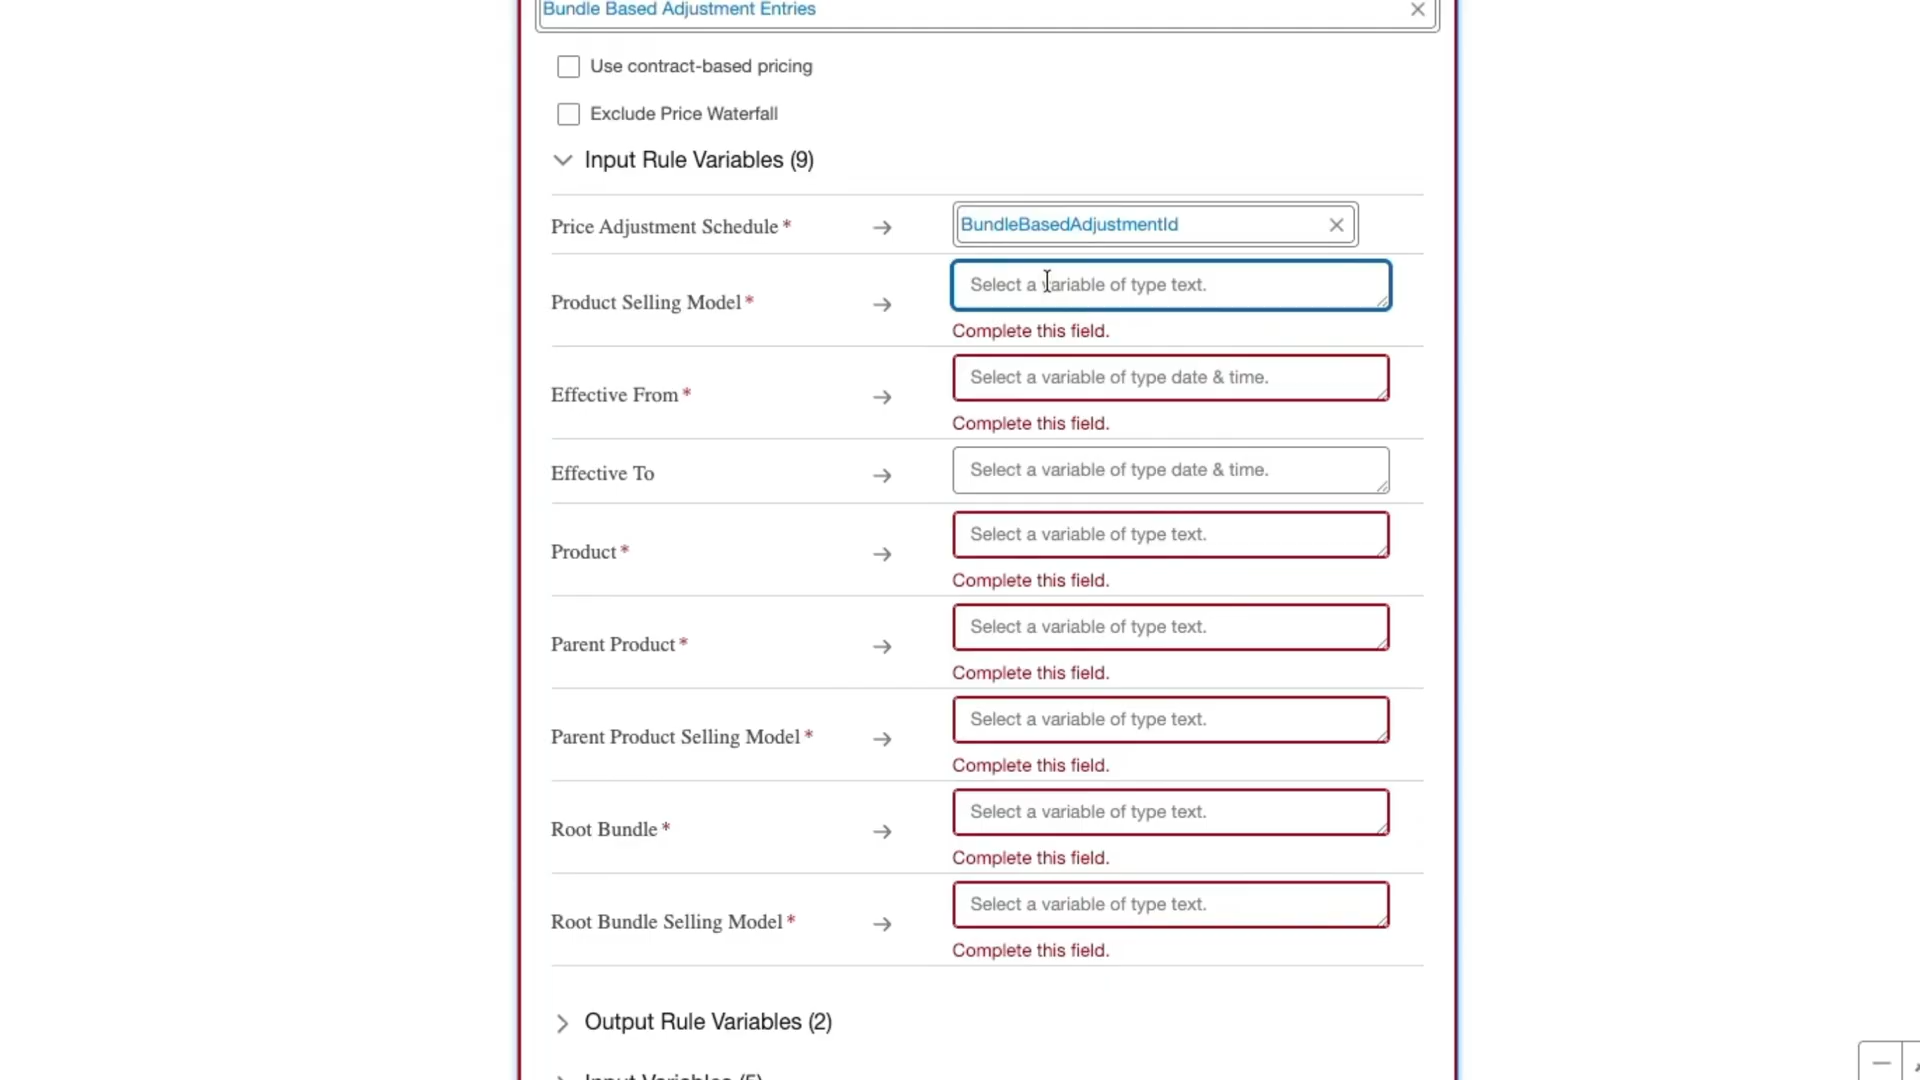 Bundle Based Adjustment Entries
Use contract-based pricing
Exclude Price Waterfall
Input Rule Variables (9)
Price Adjustment Schedule *
BundleBasedAdjustmentId
Product Selling Model *
Select a variable of type text.
Complete this field.
Effective From *
Select a variable of type date & time.
Complete this field.
Effective To
Select a variable of type date & time.
Product *
Select a variable of type text.
Complete this field.
Parent Product *
Select a variable of type text.
Complete this field.
Parent Product Selling Model *
Select a variable of type text.
Complete this field.
Root Bundle *
Select a variable of type text.
Complete this field.
Root Bundle Selling Model *
Select a variable of type text.
Complete this field.
Output Rule Variables (2)
Input Variables (5)